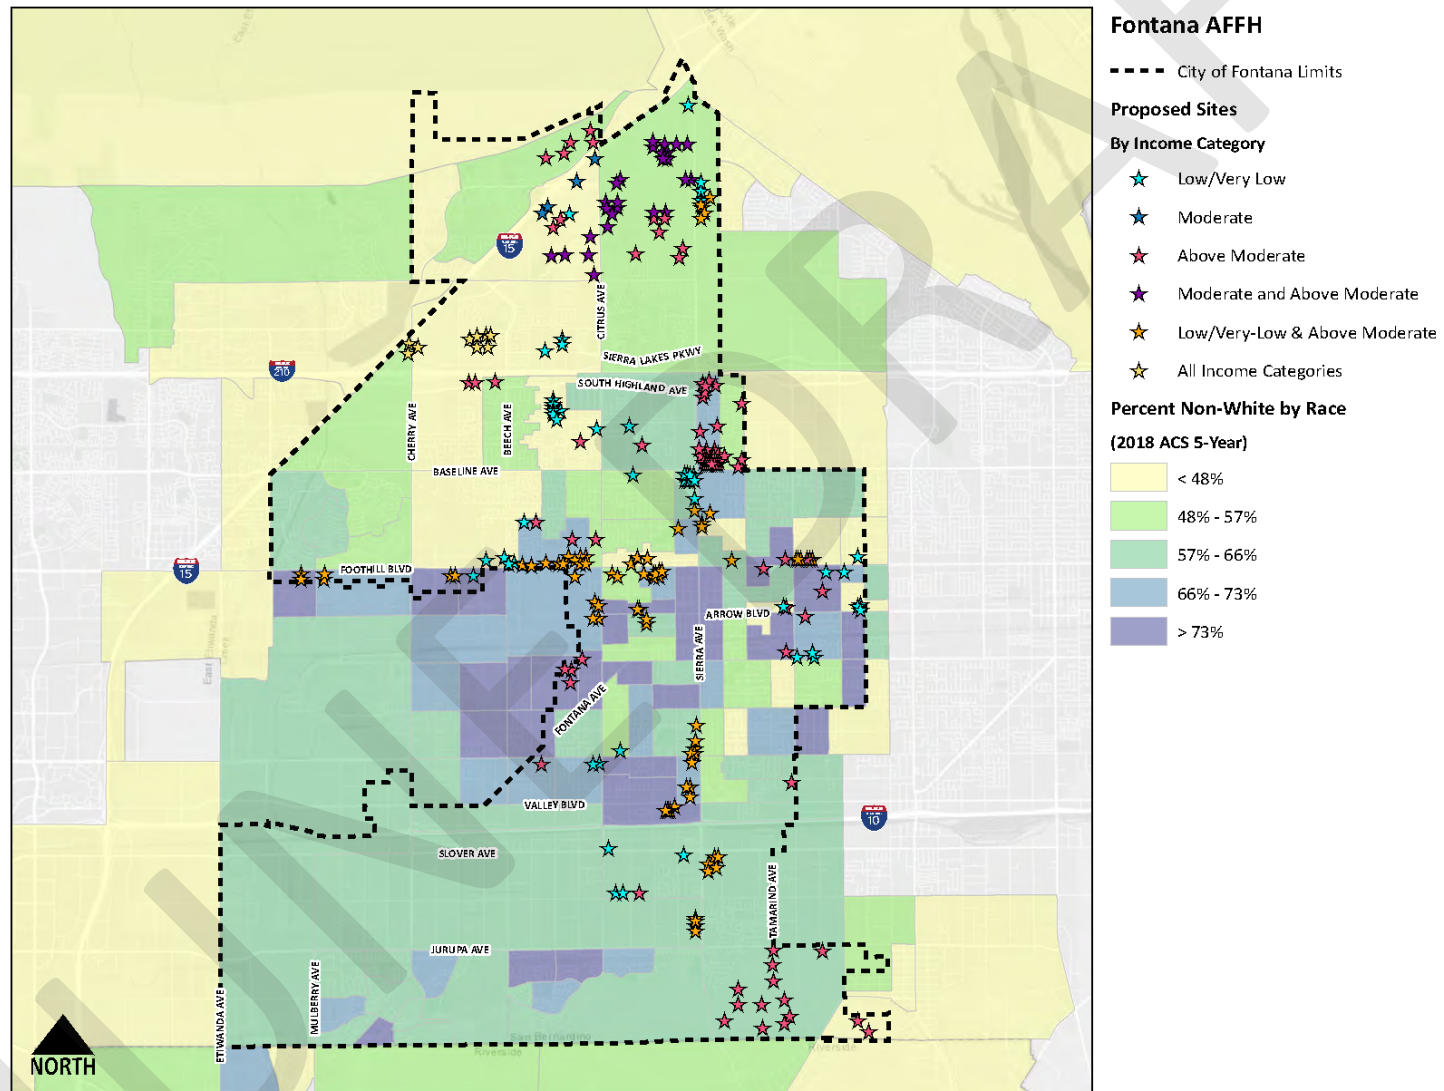 Fontana AFFH
City of Fontana Limits
Proposed Sites
By Income Category
Low/Very Low
Moderate
Above Moderate
Moderate and Above Moderate
Low/Very-Low & Above Moderate
All Income Categories
Percent Non-White by Race
(2018 ACS 5-Year)
< 48%
48% - 57%
57% - 66%
66% - 73%
> 73%
15
CITRUS AVE
SIERRA LAKES PKWY
210
SOUTH HIGHLAND AVE
CHERRY AVE
BEECH AVE
BASELINE AVE
15
FOOTHILL BLVD
ARROW BLVD
SIERRA AVE
FONTANA AVE
VALLEY BLVD
10
SLOVER AVE
TAMARIND AVE
JURUPA AVE
MULBERRY AVE
ETIWANDA AVE
San Bernardino
Riverside
Riverside
NORTH